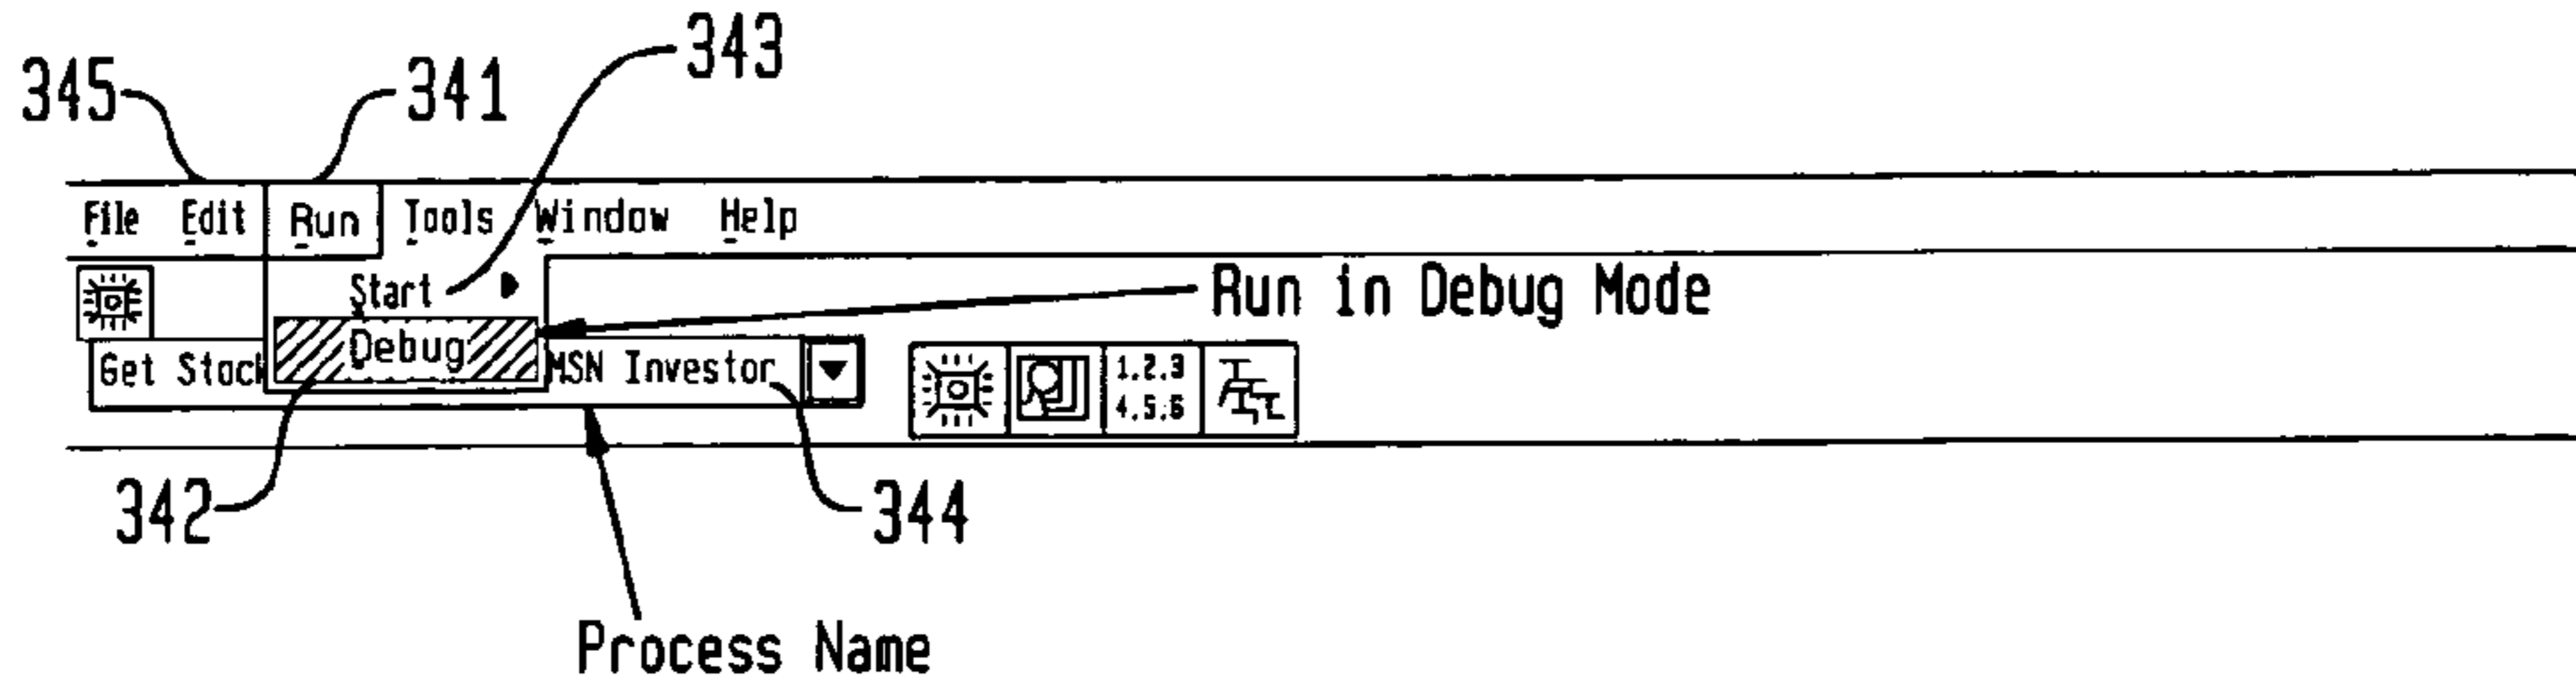 343
345 341
File Edit Run Tools Window Help
Start
Run in Debug Mode
Debug
Get Stock MSN Investor
1.2.3
4.5.6
342 344
Process Name